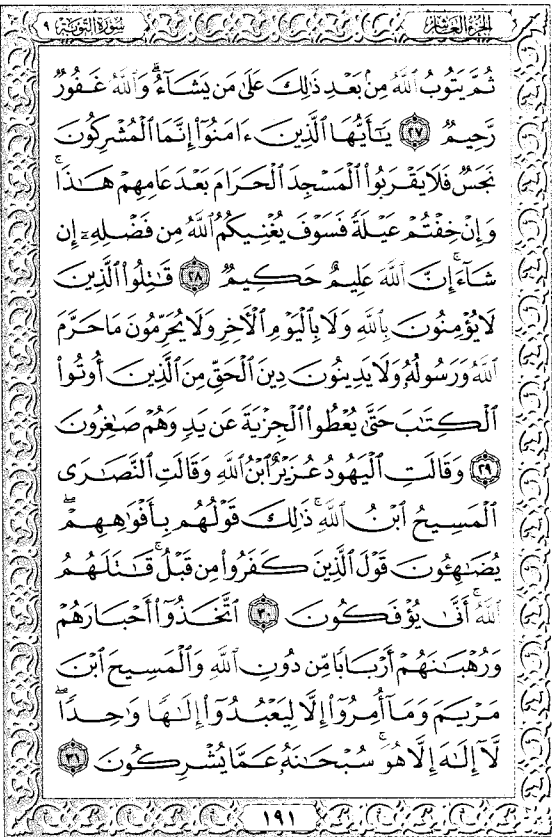 الجزء العاشر
سورة التوبة ٩
ثُمَّ يَتُوبُ ٱللَّهُ مِنۢ بَعْدِ ذَٰلِكَ عَلَىٰ مَن يَشَآءُ ۗ وَٱللَّهُ غَفُورٌ
رَّحِيمٌ ٢٧ يَٰٓأَيُّهَا ٱلَّذِينَ ءَامَنُوٓا۟ إِنَّمَا ٱلْمُشْرِكُونَ
نَجَسٌ فَلَا يَقْرَبُوا۟ ٱلْمَسْجِدَ ٱلْحَرَامَ بَعْدَ عَامِهِمْ هَٰذَا ۚ
وَإِنْ خِفْتُمْ عَيْلَةً فَسَوْفَ يُغْنِيكُمُ ٱللَّهُ مِن فَضْلِهِۦٓ إِن
شَآءَ ۚ إِنَّ ٱللَّهَ عَلِيمٌ حَكِيمٌ ٢٨ قَٰتِلُوا۟ ٱلَّذِينَ
لَا يُؤْمِنُونَ بِٱللَّهِ وَلَا بِٱلْيَوْمِ ٱلْءَاخِرِ وَلَا يُحَرِّمُونَ مَا حَرَّمَ
ٱللَّهُ وَرَسُولُهُۥ وَلَا يَدِينُونَ دِينَ ٱلْحَقِّ مِنَ ٱلَّذِينَ أُوتُوا۟
ٱلْكِتَٰبَ حَتَّىٰ يُعْطُوا۟ ٱلْجِزْيَةَ عَن يَدٍ وَهُمْ صَٰغِرُونَ
٢٩ وَقَالَتِ ٱلْيَهُودُ عُزَيْرٌ ٱبْنُ ٱللَّهِ وَقَالَتِ ٱلنَّصَٰرَى
ٱلْمَسِيحُ ٱبْنُ ٱللَّهِ ۖ ذَٰلِكَ قَوْلُهُم بِأَفْوَٰهِهِمْ ۖ
يُضَٰهِـُٔونَ قَوْلَ ٱلَّذِينَ كَفَرُوا۟ مِن قَبْلُ ۚ قَٰتَلَهُمُ
ٱللَّهُ ۚ أَنَّىٰ يُؤْفَكُونَ ٣٠ ٱتَّخَذُوٓا۟ أَحْبَارَهُمْ
وَرُهْبَٰنَهُمْ أَرْبَابًا مِّن دُونِ ٱللَّهِ وَٱلْمَسِيحَ ٱبْنَ
مَرْيَمَ وَمَآ أُمِرُوٓا۟ إِلَّا لِيَعْبُدُوٓا۟ إِلَٰهًا وَٰحِدًا ۖ
لَّآ إِلَٰهَ إِلَّا هُوَ ۚ سُبْحَٰنَهُۥ عَمَّا يُشْرِكُونَ ٣١
١٩١